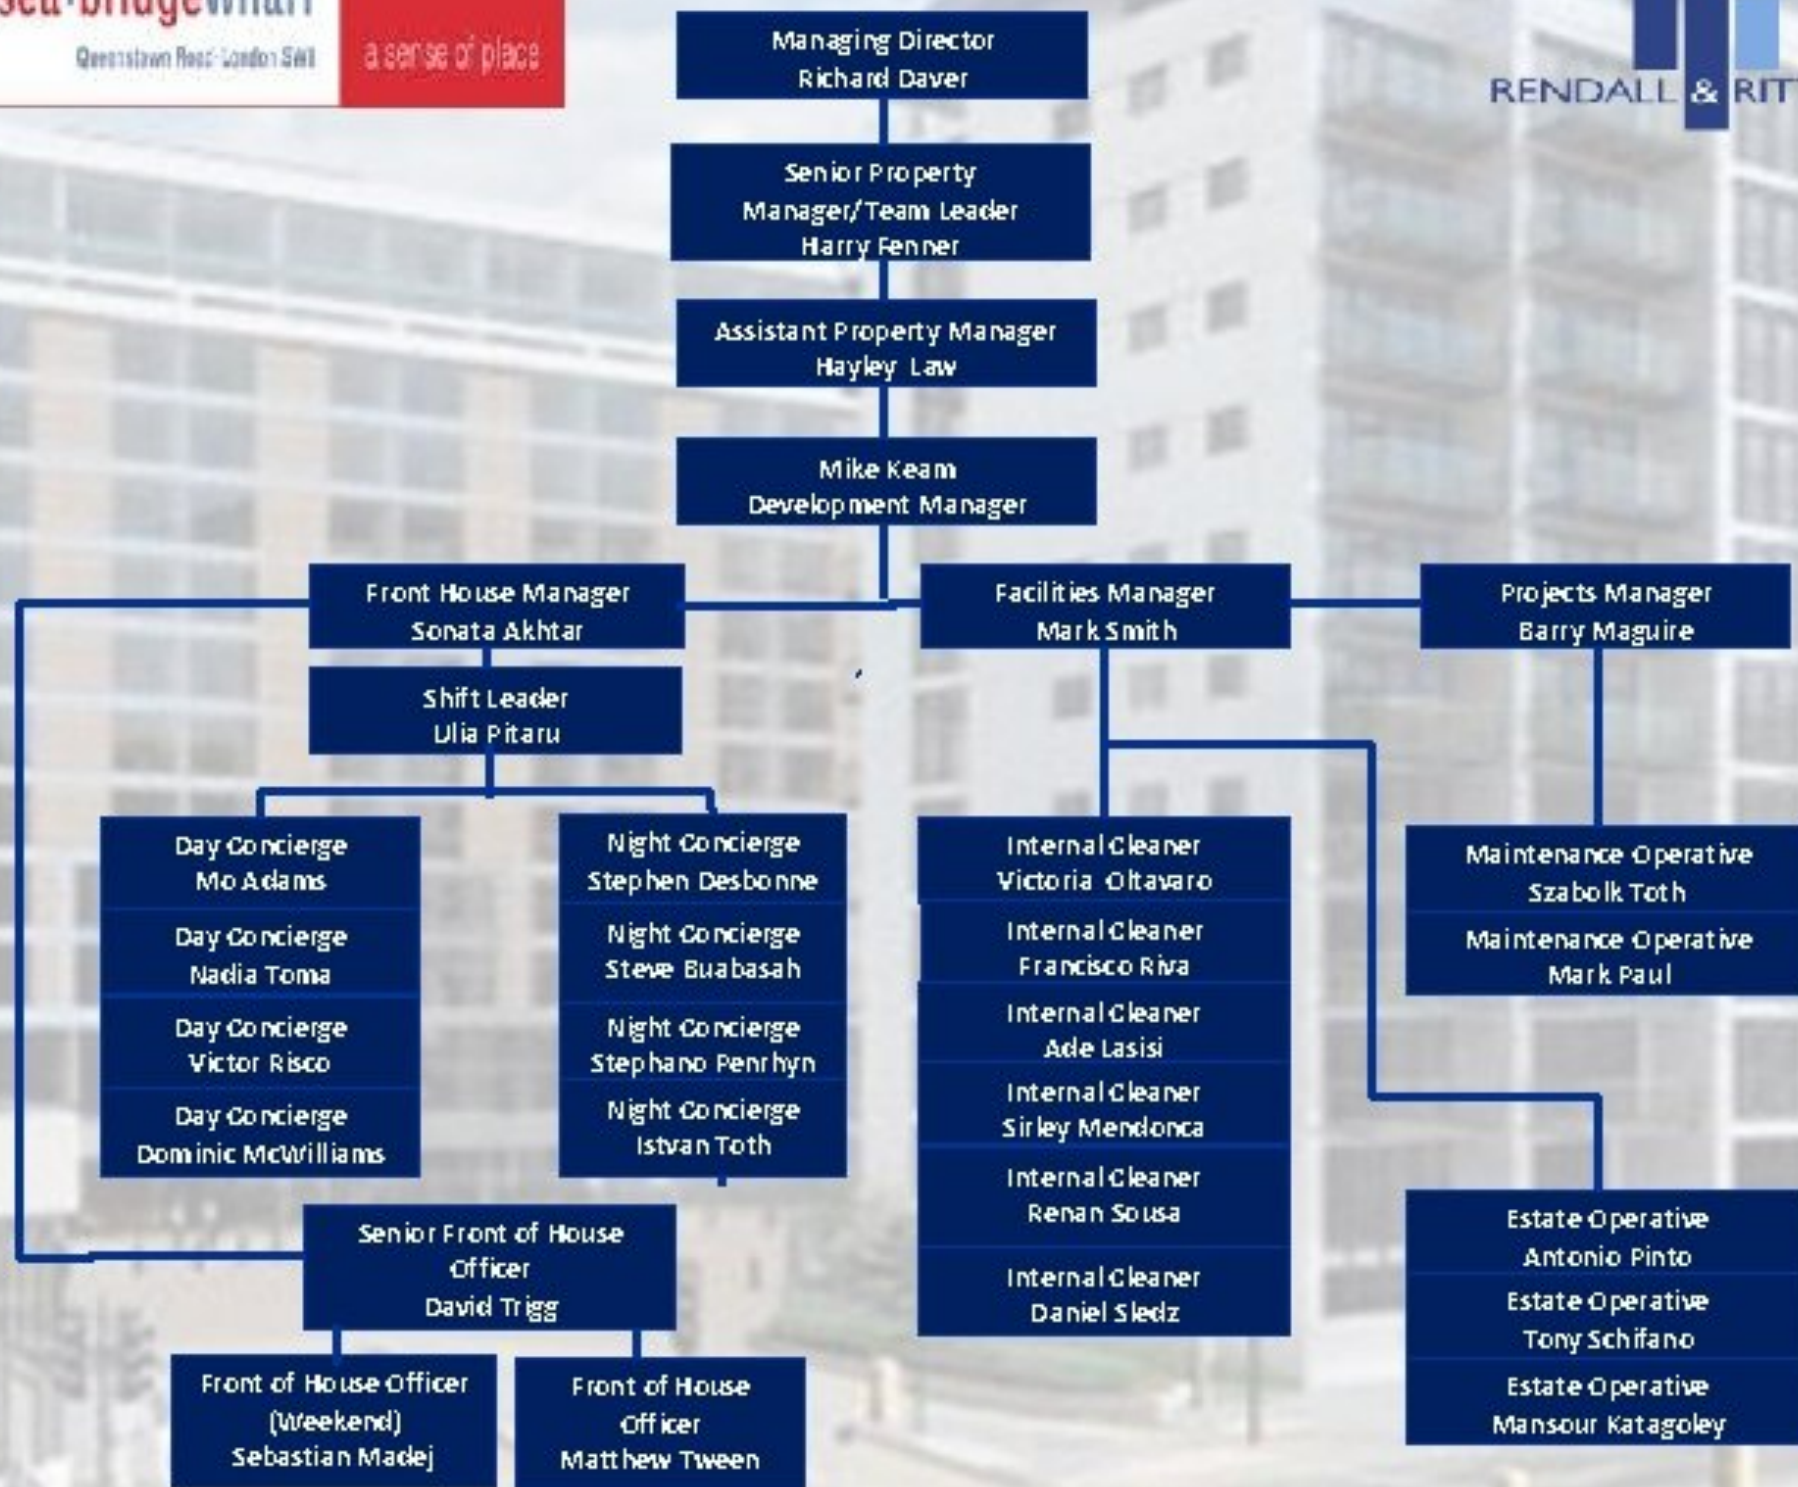 Queenstown Road London SW8
a sense of place
RENDALL & RITT
Managing Director
Richard Daver
Senior Property
Manager/Team Leader
Harry Fenner
Assistant Property Manager
Hayley Law
Mike Keam
Development Manager
Front House Manager
Sonata Akhtar
Facilities Manager
Mark Smith
Projects Manager
Barry Maguire
Shift Leader
Ulia Pitaru
Day Concierge
Mo Adams
Day Concierge
Nadia Toma
Day Concierge
Victor Risco
Day Concierge
Dominic McWilliams
Night Concierge
Stephen Desbonne
Night Concierge
Steve Buabasah
Night Concierge
Stephano Penrhyn
Night Concierge
Istvan Toth
Internal Cleaner
Victoria Oltavaro
Internal Cleaner
Francisco Riva
Internal Cleaner
Ade Lasisi
Internal Cleaner
Sirley Mendonca
Internal Cleaner
Renan Sousa
Internal Cleaner
Daniel Sledz
Maintenance Operative
Szabolk Toth
Maintenance Operative
Mark Paul
Estate Operative
Antonio Pinto
Estate Operative
Tony Schifano
Estate Operative
Mansour Katagoley
Senior Front of House
Officer
David Trigg
Front of House Officer
(Weekend)
Sebastian Madej
Front of House
Officer
Matthew Tween